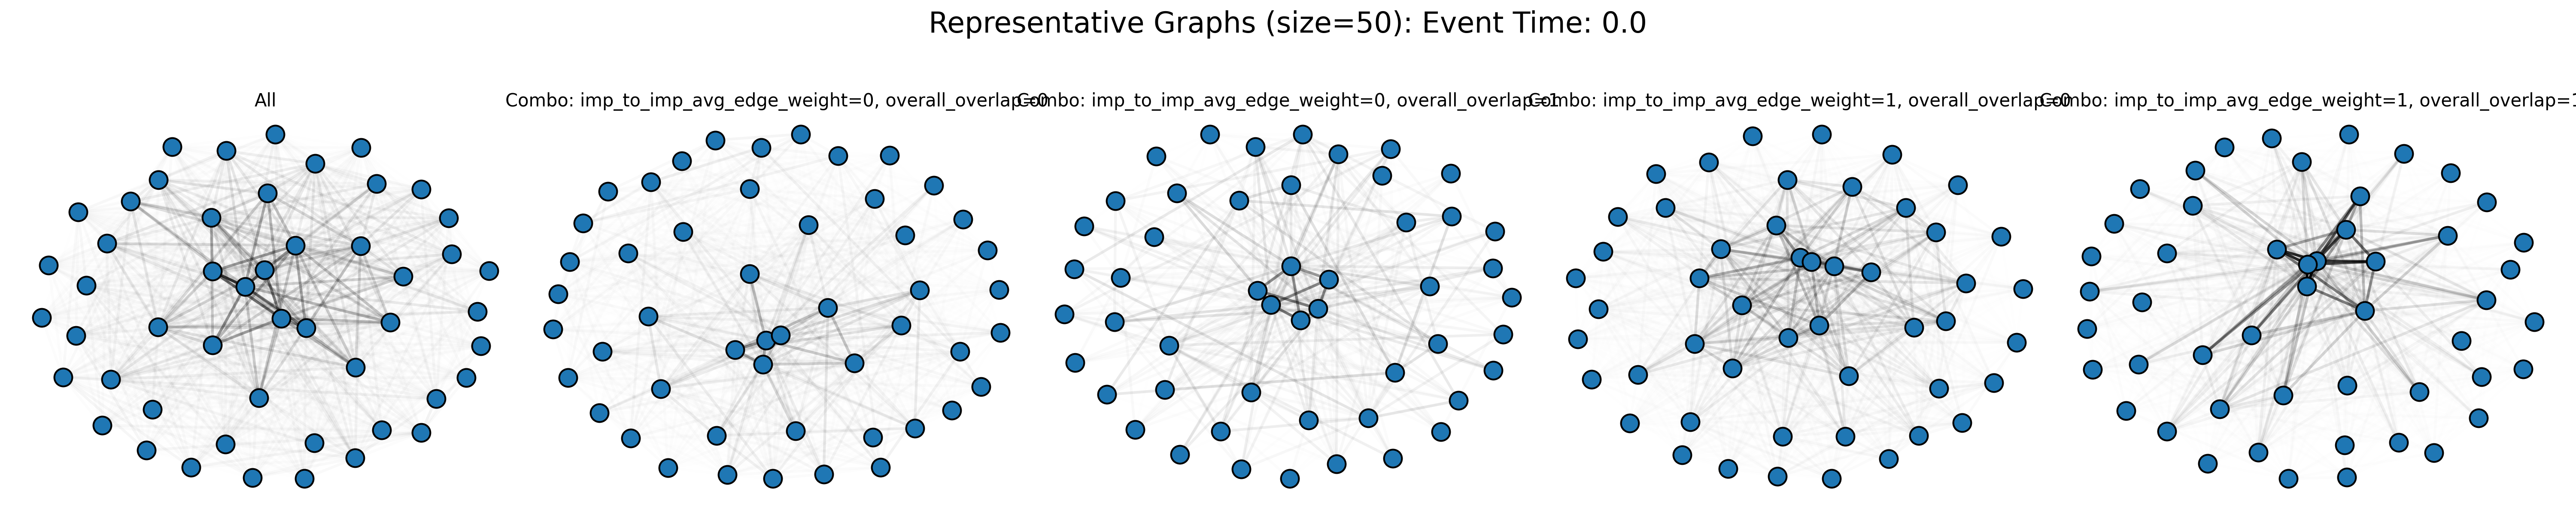 Representative Graphs (size=50): Event Time: 0.0
All
Combo: imp_to_imp_avg_edge_weight=0, overall_overlap=0
Combo: imp_to_imp_avg_edge_weight=0, overall_overlap=1
Combo: imp_to_imp_avg_edge_weight=1, overall_overlap=0
Combo: imp_to_imp_avg_edge_weight=1, overall_overlap=1